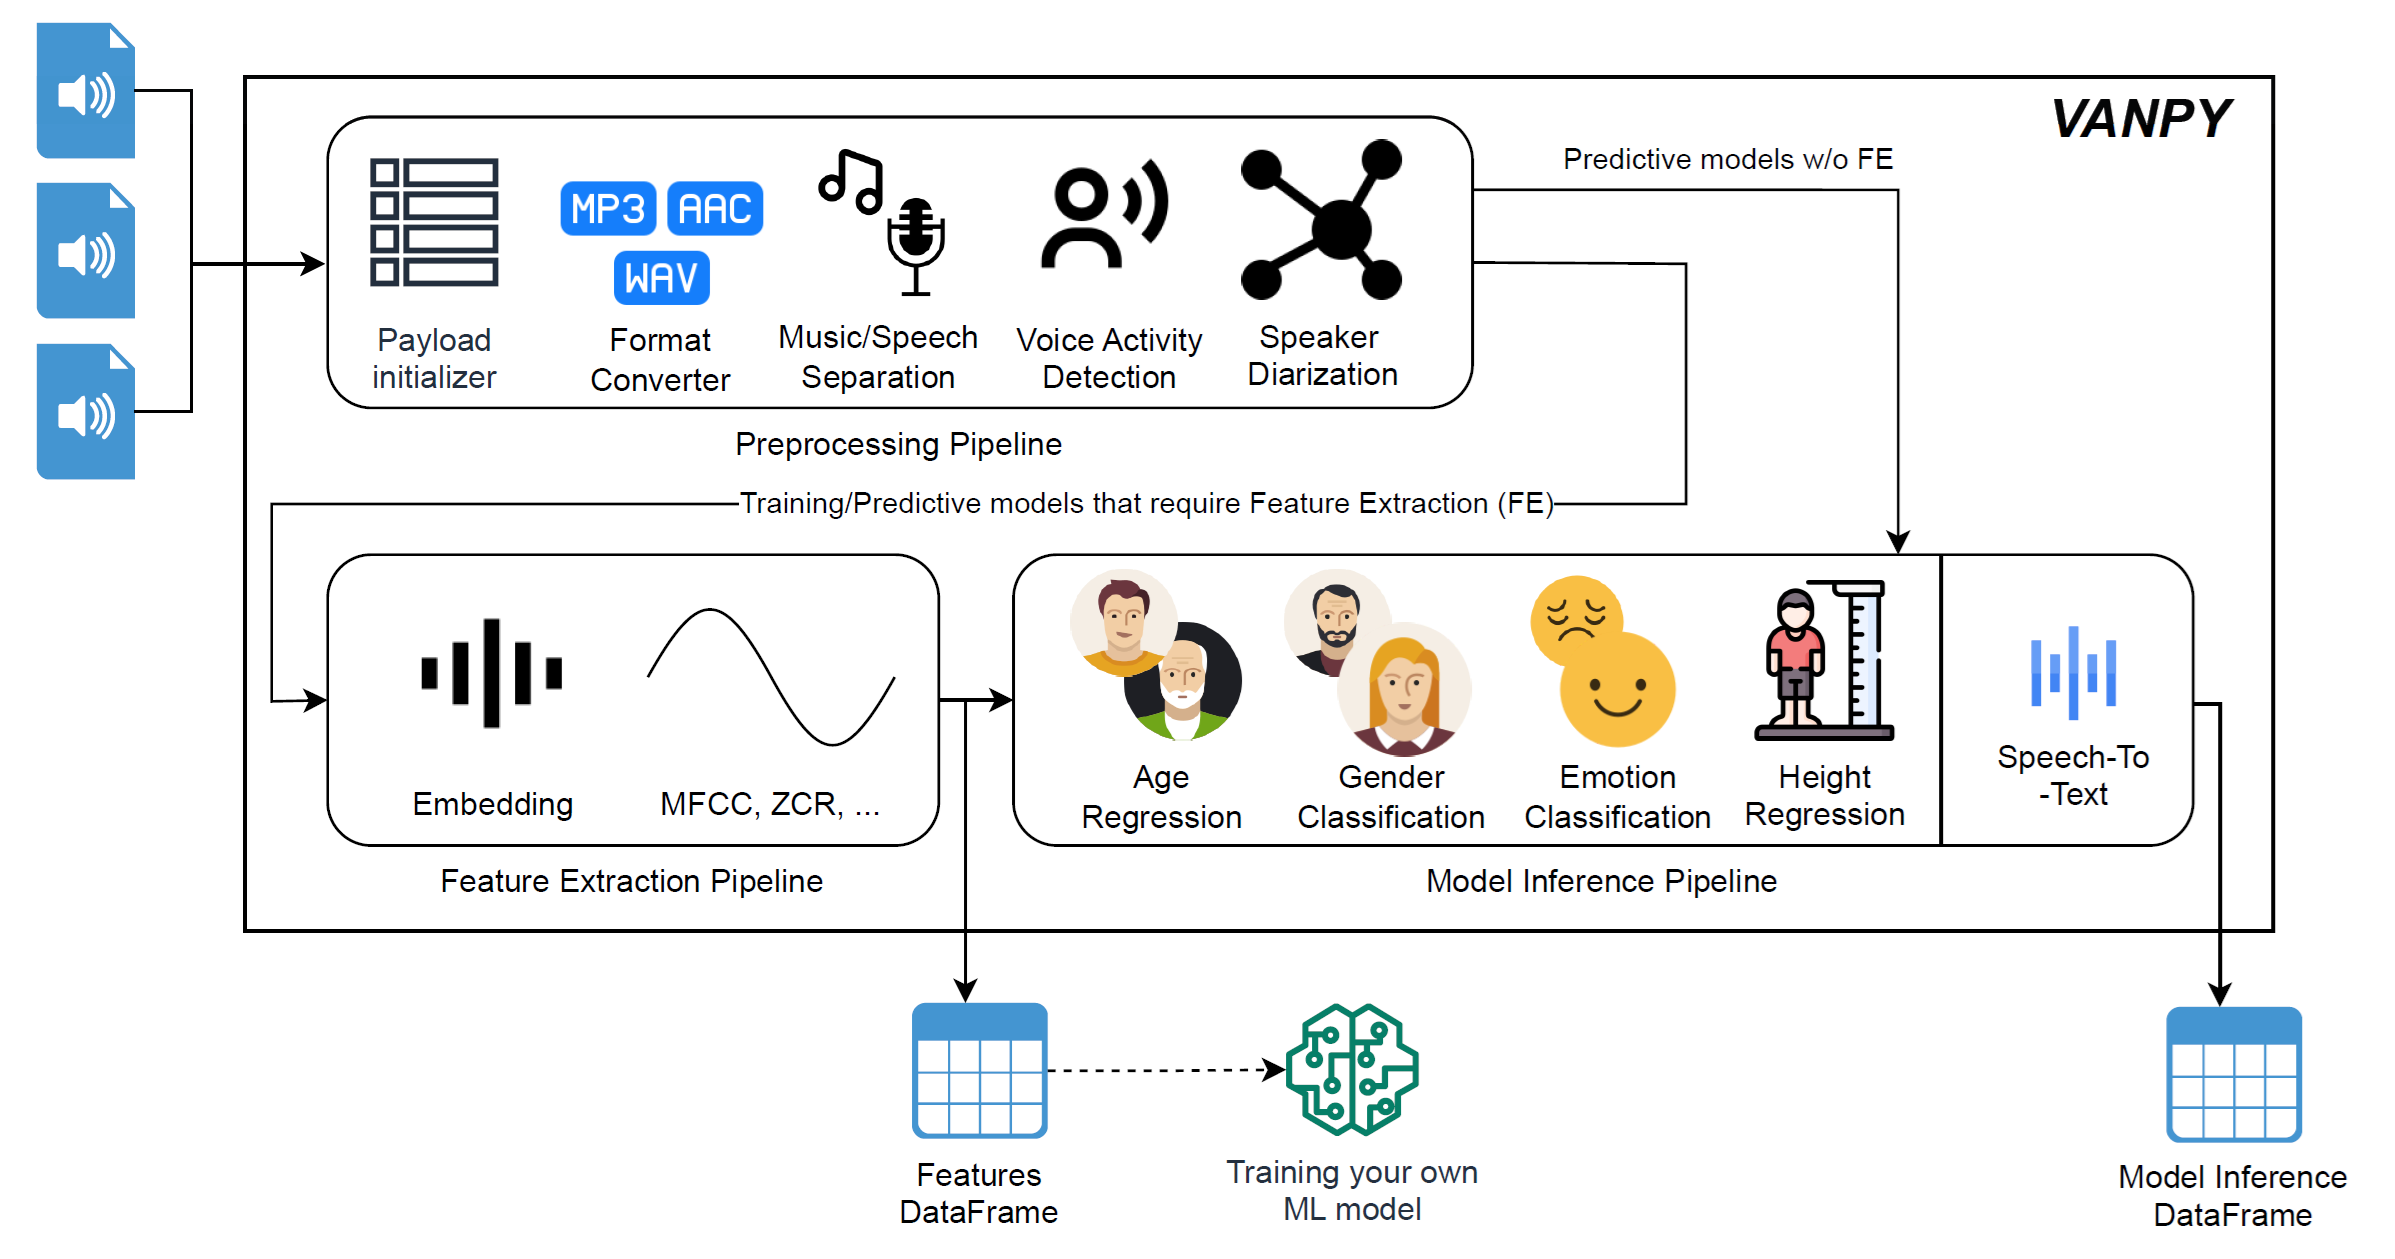 VANPY
Predictive models w/o FE
MP3 AAC
WAV
Payload
initializer
Format
Converter
Music/Speech
Separation
Voice Activity
Detection
Speaker
Diarization
Preprocessing Pipeline
Training/Predictive models that require Feature Extraction (FE)
Embedding
MFCC, ZCR, ...
Feature Extraction Pipeline
Age
Regression
Gender
Classification
Emotion
Classification
Height
Regression
Speech-To
-Text
Model Inference Pipeline
Features
DataFrame
Training your own
ML model
Model Inference
DataFrame